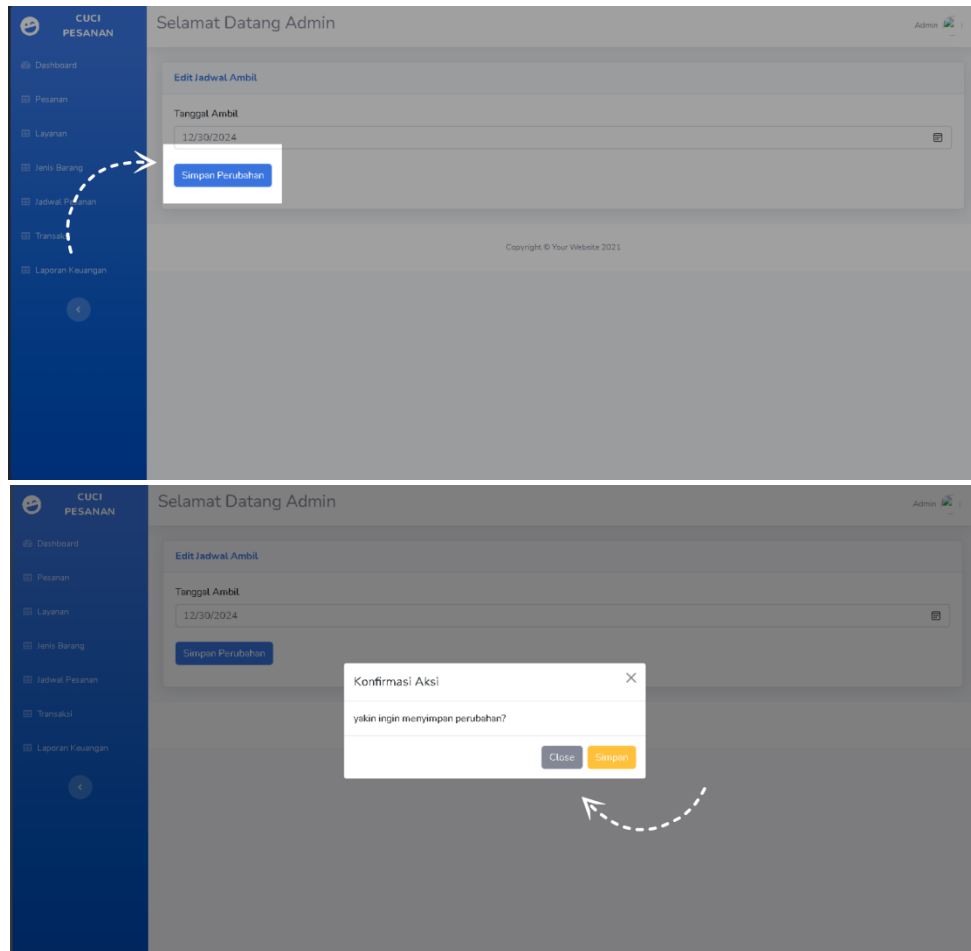 CUCI
PESANAN
Selamat Datang Admin
Admin
Dashboard
Pesanan
Layanan
Jenis Barang
Jadwal Pesanan
Transaksi
Laporan Keuangan
Edit Jadwal Ambil
Tanggal Ambil
12/30/2024
Simpan Perubahan
Copyright © Your Website 2021
CUCI
PESANAN
Selamat Datang Admin
Admin
Dashboard
Pesanan
Layanan
Jenis Barang
Jadwal Pesanan
Transaksi
Laporan Keuangan
Edit Jadwal Ambil
Tanggal Ambil
12/30/2024
Simpan Perubahan
Konfirmasi Aksi
yakin ingin menyimpan perubahan?
Close
Simpan